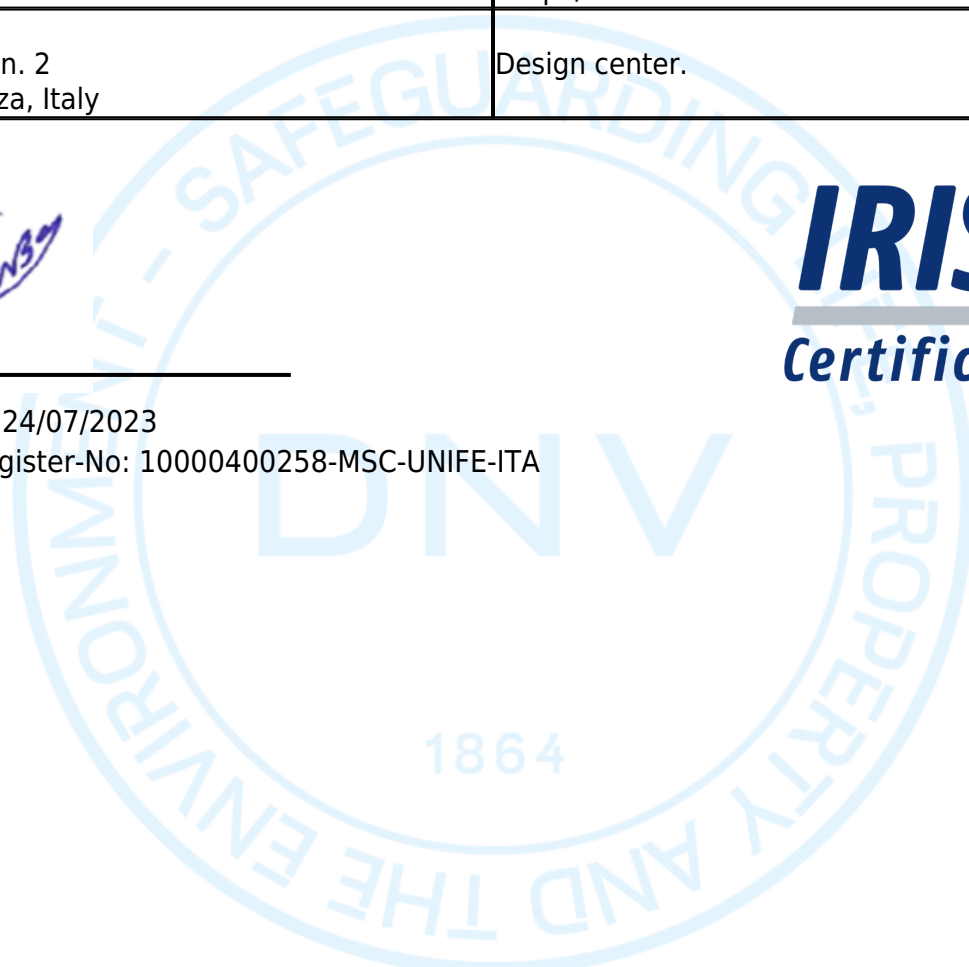 n. 2
Design center.
za, Italy
IRIS
Certific
24/07/2023
gister-No: 10000400258-MSC-UNIFE-ITA
SAFEGUARDING LIFE, PROPERTY AND THE ENVIRONMENT -
DNV
1864